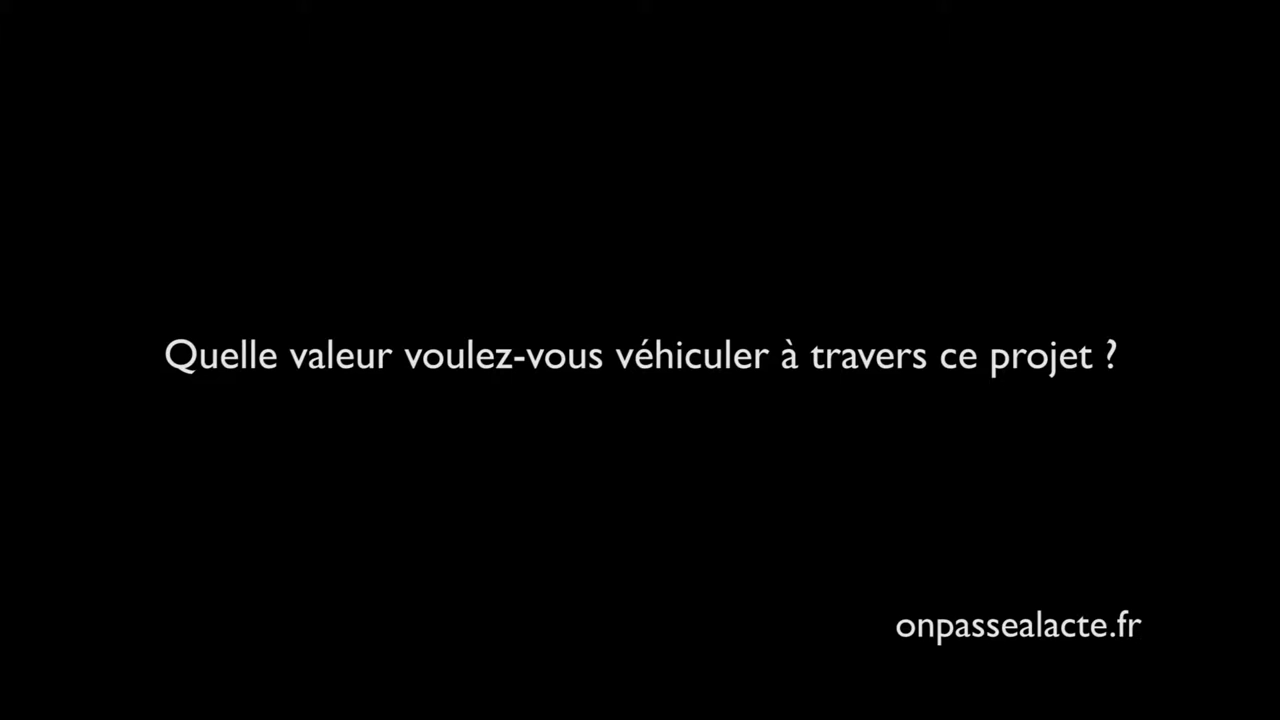 Quelle valeur voulez-vous véhiculer à travers ce projet ?
onpassealacte.fr